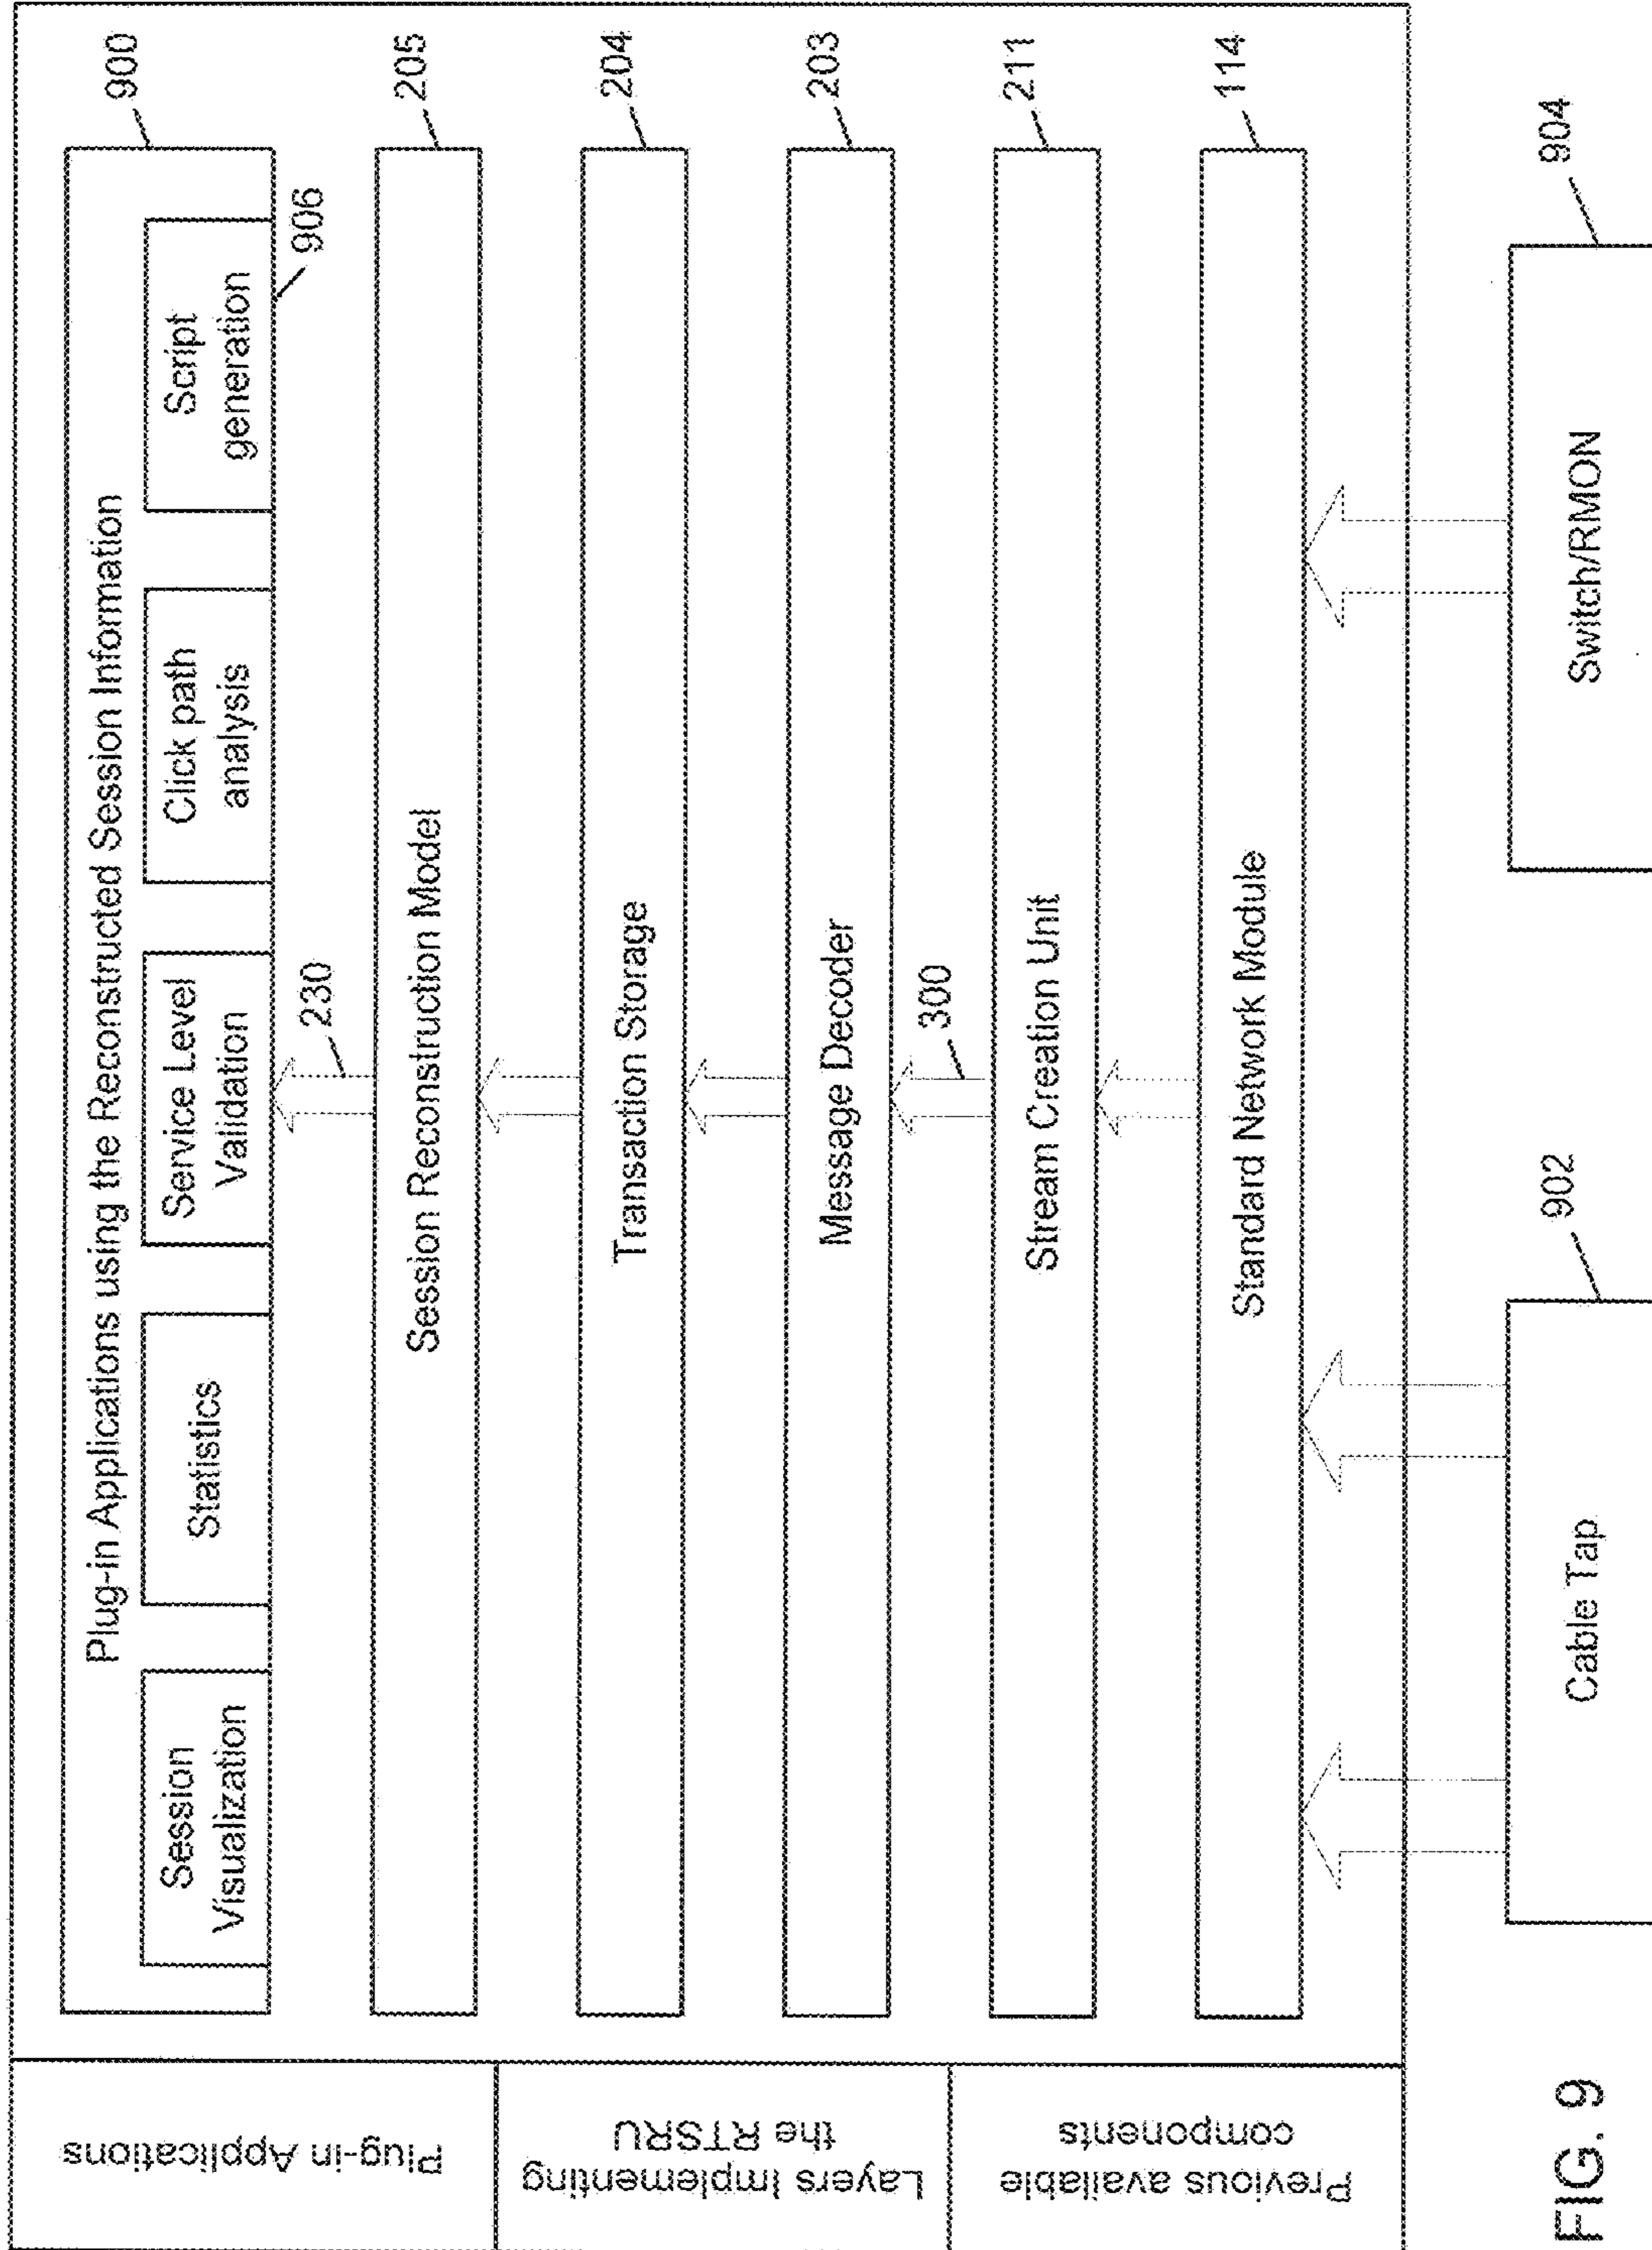 Plug-in Applications
Layers Implementing
the RTSRU
Previous available
components
Plug-in Applications using the Reconstructed Session Information
900
Session
Visualization
Statistics
Service Level
Validation
Click path
analysis
Script
generation
906
230
Session Reconstruction Model
205
Transaction Storage
204
Message Decoder
203
300
Stream Creation Unit
211
Standard Network Module
114
Cable Tap
902
Switch/RMON
904
FIG. 9